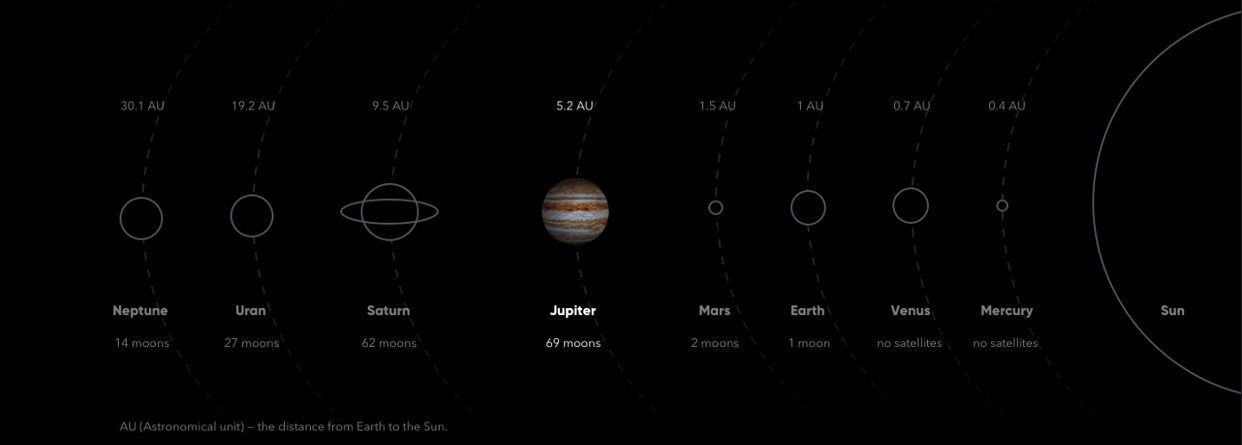 30.1 AU 19.2 AU 9.5 AU 5.2 AU 1.5 AU 1 AU 0.7 AU 0.4 AU
Neptune Uran Saturn Jupiter Mars Earth Venus Mercury Sun
14 moons 27 moons 62 moons 69 moons 2 moons 1 moon no satellites no satellites
AU (Astronomical unit) — the distance from Earth to the Sun.